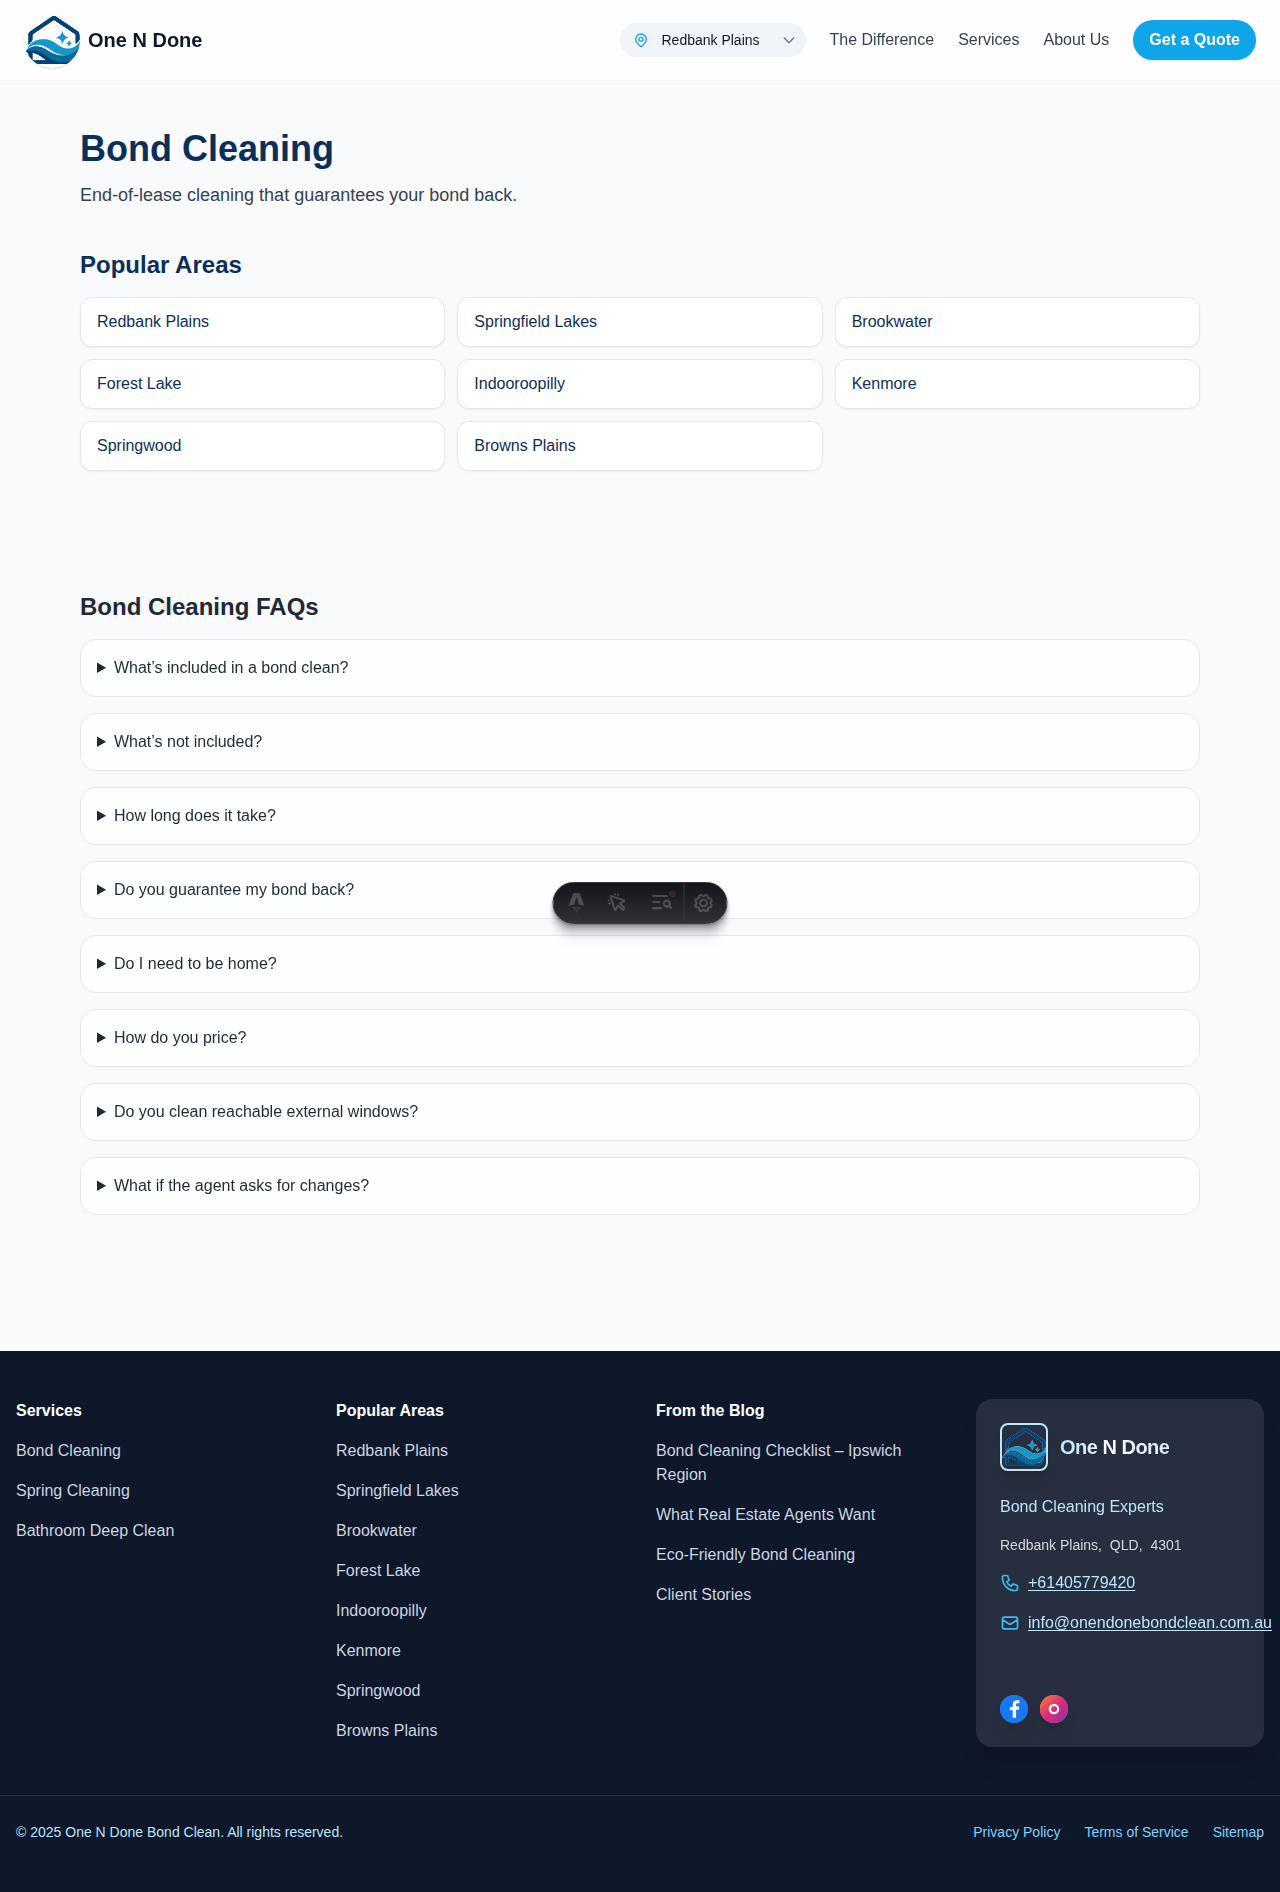 One N Done
Redbank Plains
The Difference
Services
About Us
Get a Quote
Bond Cleaning
End-of-lease cleaning that guarantees your bond back.
Popular Areas
Redbank Plains
Springfield Lakes
Brookwater
Forest Lake
Indooroopilly
Kenmore
Springwood
Browns Plains
Bond Cleaning FAQs
What’s included in a bond clean?
What’s not included?
How long does it take?
Do you guarantee my bond back?
Do I need to be home?
How do you price?
Do you clean reachable external windows?
What if the agent asks for changes?
Services
Bond Cleaning
Spring Cleaning
Bathroom Deep Clean
Popular Areas
Redbank Plains
Springfield Lakes
Brookwater
Forest Lake
Indooroopilly
Kenmore
Springwood
Browns Plains
From the Blog
Bond Cleaning Checklist – Ipswich
Region
What Real Estate Agents Want
Eco-Friendly Bond Cleaning
Client Stories
One N Done
Bond Cleaning Experts
Redbank Plains, QLD, 4301
+61405779420
info@onendonebondclean.com.au
© 2025 One N Done Bond Clean. All rights reserved.
Privacy Policy
Terms of Service
Sitemap